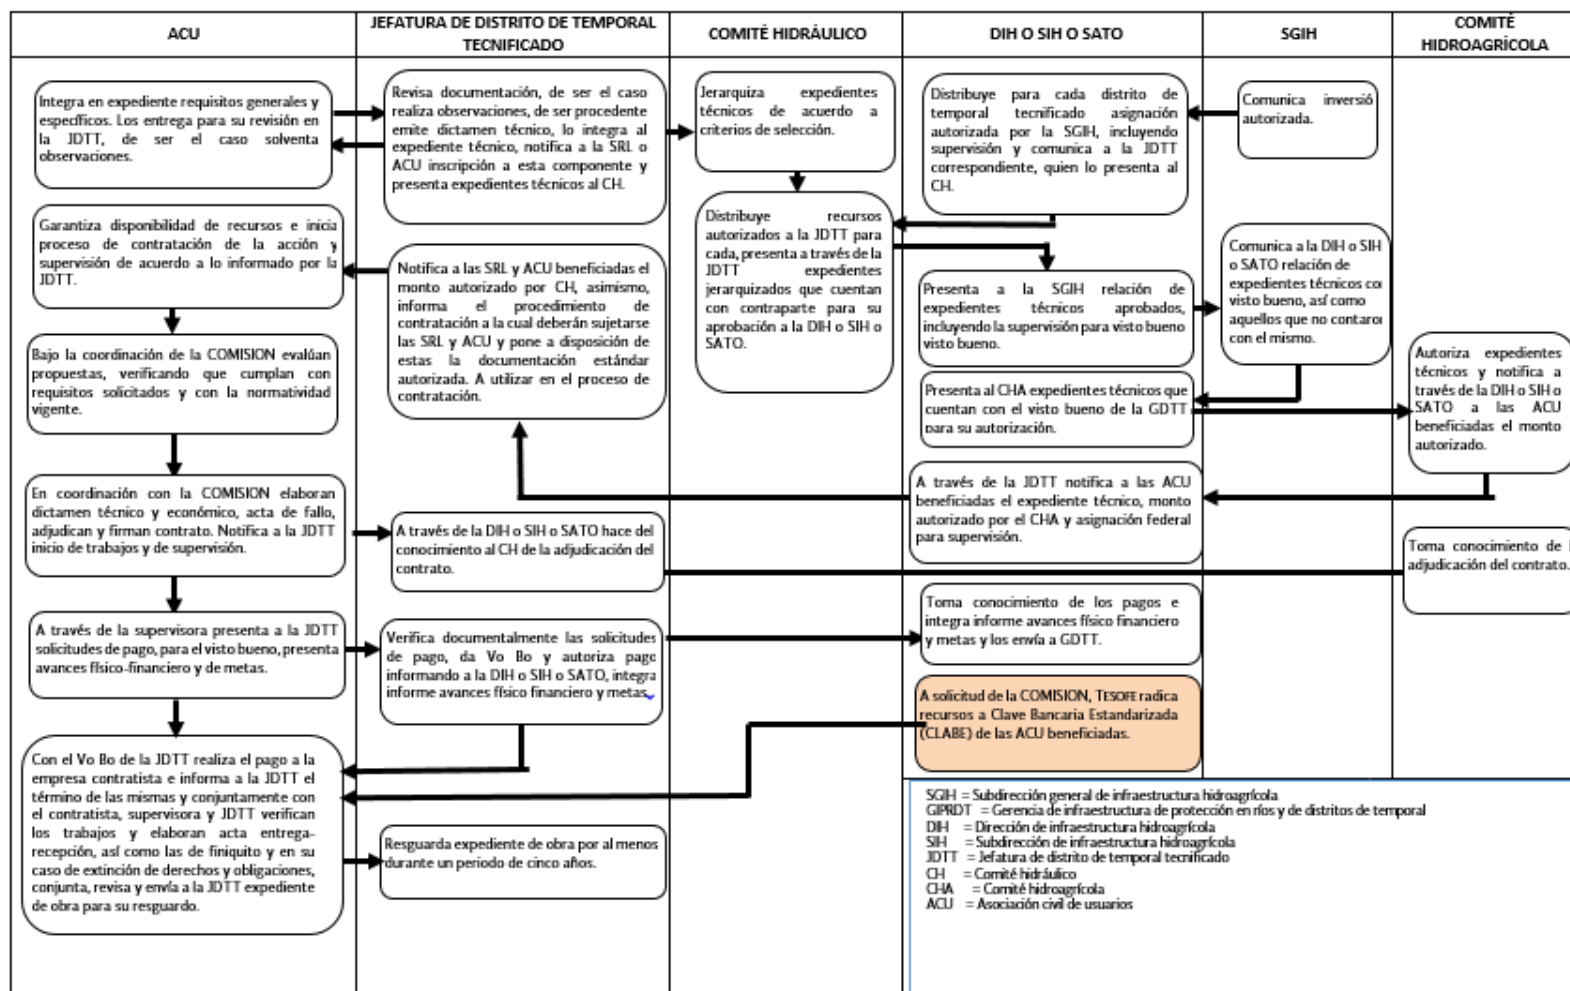 ACU
JEFATURA DE DISTRITO DE TEMPORAL
TECNIFICADO
COMITÉ HIDRÁULICO
DIH O SIH O SATO
SGIH
COMITÉ
HIDROAGRÍCOLA
Integra en expediente requisitos generales y
específicos. Los entrega para su revisión en
la JDTT, de ser el caso solventa
observaciones.
Revisa documentación, de ser el caso
realiza observaciones, de ser procedente
emite dictamen técnico, lo integra al
expediente técnico, notifica a la SRL o
ACU inscripción a esta componente y
presenta expedientes técnicos al CH.
Jerarquiza expedientes
técnicos de acuerdo a
criterios de selección.
Distribuye para cada distrito de
temporal tecnificado asignación
autorizada por la SGIH, incluyendo
supervisión y comunica a la JDTT
correspondiente, quien lo presenta al
CH.
Comunica inversió
autorizada.
Garantiza disponibilidad de recursos e inicia
proceso de contratación de la acción y
supervisión de acuerdo a lo informado por la
JDTT.
Notifica a las SRL y ACU beneficiadas el
monto autorizado por CH, asimismo,
informa el procedimiento de
contratación a la cual deberán sujetarse
las SRL y ACU y pone a disposición de
estas la documentación estándar
autorizada. A utilizar en el proceso de
contratación.
Distribuye recursos
autorizados a la JDTT para
cada, presenta a través de la
JDTT expedientes
jerarquizados que cuentan
con contraparte para su
aprobación a la DIH o SIH o
SATO.
Presenta a la SGIH relación de
expedientes técnicos aprobados,
incluyendo la supervisión para visto bueno
visto bueno.
Comunica a la DIH o SIH
o SATO relación de
expedientes técnicos co
visto bueno, así como
aquellos que no contaro
con el mismo.
Bajo la coordinación de la COMISION evalúan
propuestas, verificando que cumplan con
requisitos solicitados y con la normatividad
vigente.
Presenta al CHA expedientes técnicos que
cuentan con el visto bueno de la GDTT
para su autorización.
Autoriza expedientes
técnicos y notifica a
través de la DIH o SIH o
SATO a las ACU
beneficiadas el monto
autorizado.
En coordinación con la COMISION elaboran
dictamen técnico y económico, acta de fallo,
adjudican y firman contrato. Notifica a la JDTT
inicio de trabajos y de supervisión.
A través de la DIH o SIH o SATO hace del
conocimiento al CH de la adjudicación del
contrato.
A través de la JDTT notifica a las ACU
beneficiadas el expediente técnico, monto
autorizado por el CHA y asignación federal
para supervisión.
Toma conocimiento de l
adjudicación del contrato.
A través de la supervisora presenta a la JDTT
solicitudes de pago, para el visto bueno, presenta
avances físico-financiero y de metas.
Verifica documentalmente las solicitudes
de pago, da Vo Bo y autoriza pago
informando a la DIH o SIH o SATO, integra
informe avances físico financiero y metas
Toma conocimiento de los pagos e
integra informe avances físico financiero
y metas y los envía a GDTT.
A solicitud de la COMISION, TESOFE radica
recursos a Clave Bancaria Estandarizada
(CLABE) de las ACU beneficiadas.
Con el Vo Bo de la JDTT realiza el pago a la
empresa contratista e informa a la JDTT el
término de las mismas y conjuntamente con
el contratista, supervisora y JDTT verifican
los trabajos y elaboran acta entrega-
recepción, así como las de finiquito y en su
caso de extinción de derechos y obligaciones,
conjunta, revisa y envía a la JDTT expediente
de obra para su resguardo.
Resguarda expediente de obra por al menos
durante un periodo de cinco años.
SGIH = Subdirección general de infraestructura hidroagrícola
GIPRDT = Gerencia de infraestructura de protección en ríos y de distritos de temporal
DIH = Dirección de infraestructura hidroagrícola
SIH = Subdirección de infraestructura hidroagrícola
JDTT = Jefatura de distrito de temporal tecnificado
CH = Comité hidráulico
CHA = Comité hidroagrícola
ACU = Asociación civil de usuarios